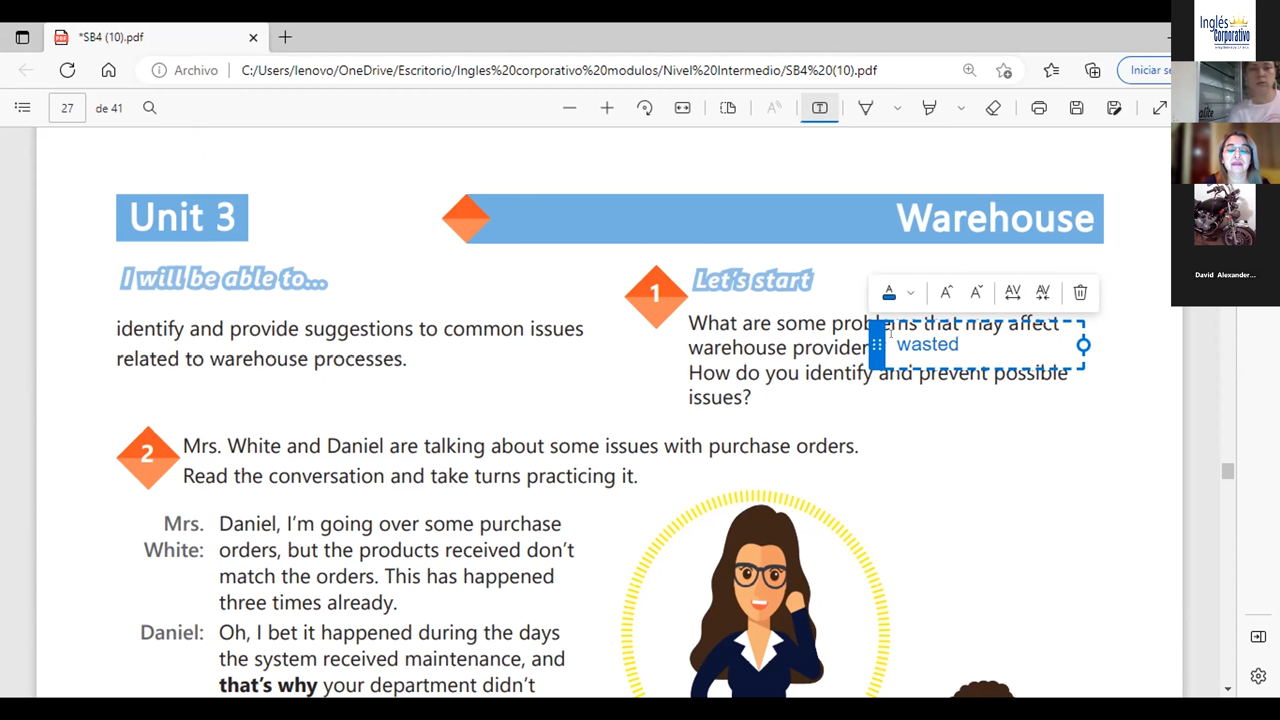 *SB4 (10).pdf
Archivo
C:/Users/lenovo/OneDrive/Escritorio/Ingles%20corporativo%20modulos/Nivel%20Intermedio/SB4%20(10).pdf
Iniciar se
27 de 41
Inglés
Corporativo
David Alexander...
Unit 3
Warehouse
I will be able to...
identify and provide suggestions to common issues
related to warehouse processes.
1
Let's start
What are some problems that may affect
warehouse provider
wasted
How do you identify and prevent possible
issues?
2
Mrs. White and Daniel are talking about some issues with purchase orders.
Read the conversation and take turns practicing it.
Mrs. White: Daniel, I'm going over some purchase
orders, but the products received don't
match the orders. This has happened
three times already.
Daniel: Oh, I bet it happened during the days
the system received maintenance, and
that's why your department didn't